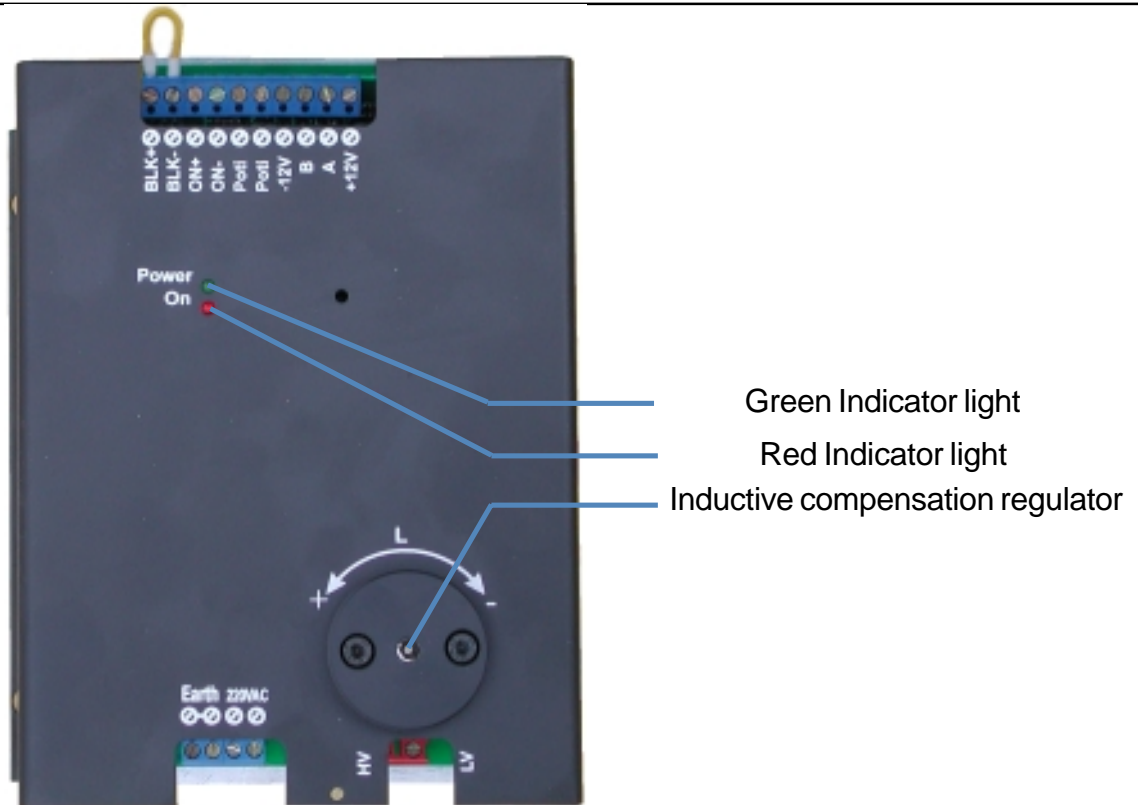 BLK+
BLK-
ON+
ON-
Poti
Poti
-12V
B
A
+12V
Power
On
Green Indicator light
Red Indicator light
Inductive compensation regulator
L
+ -
Earth 220VAC
HV LV